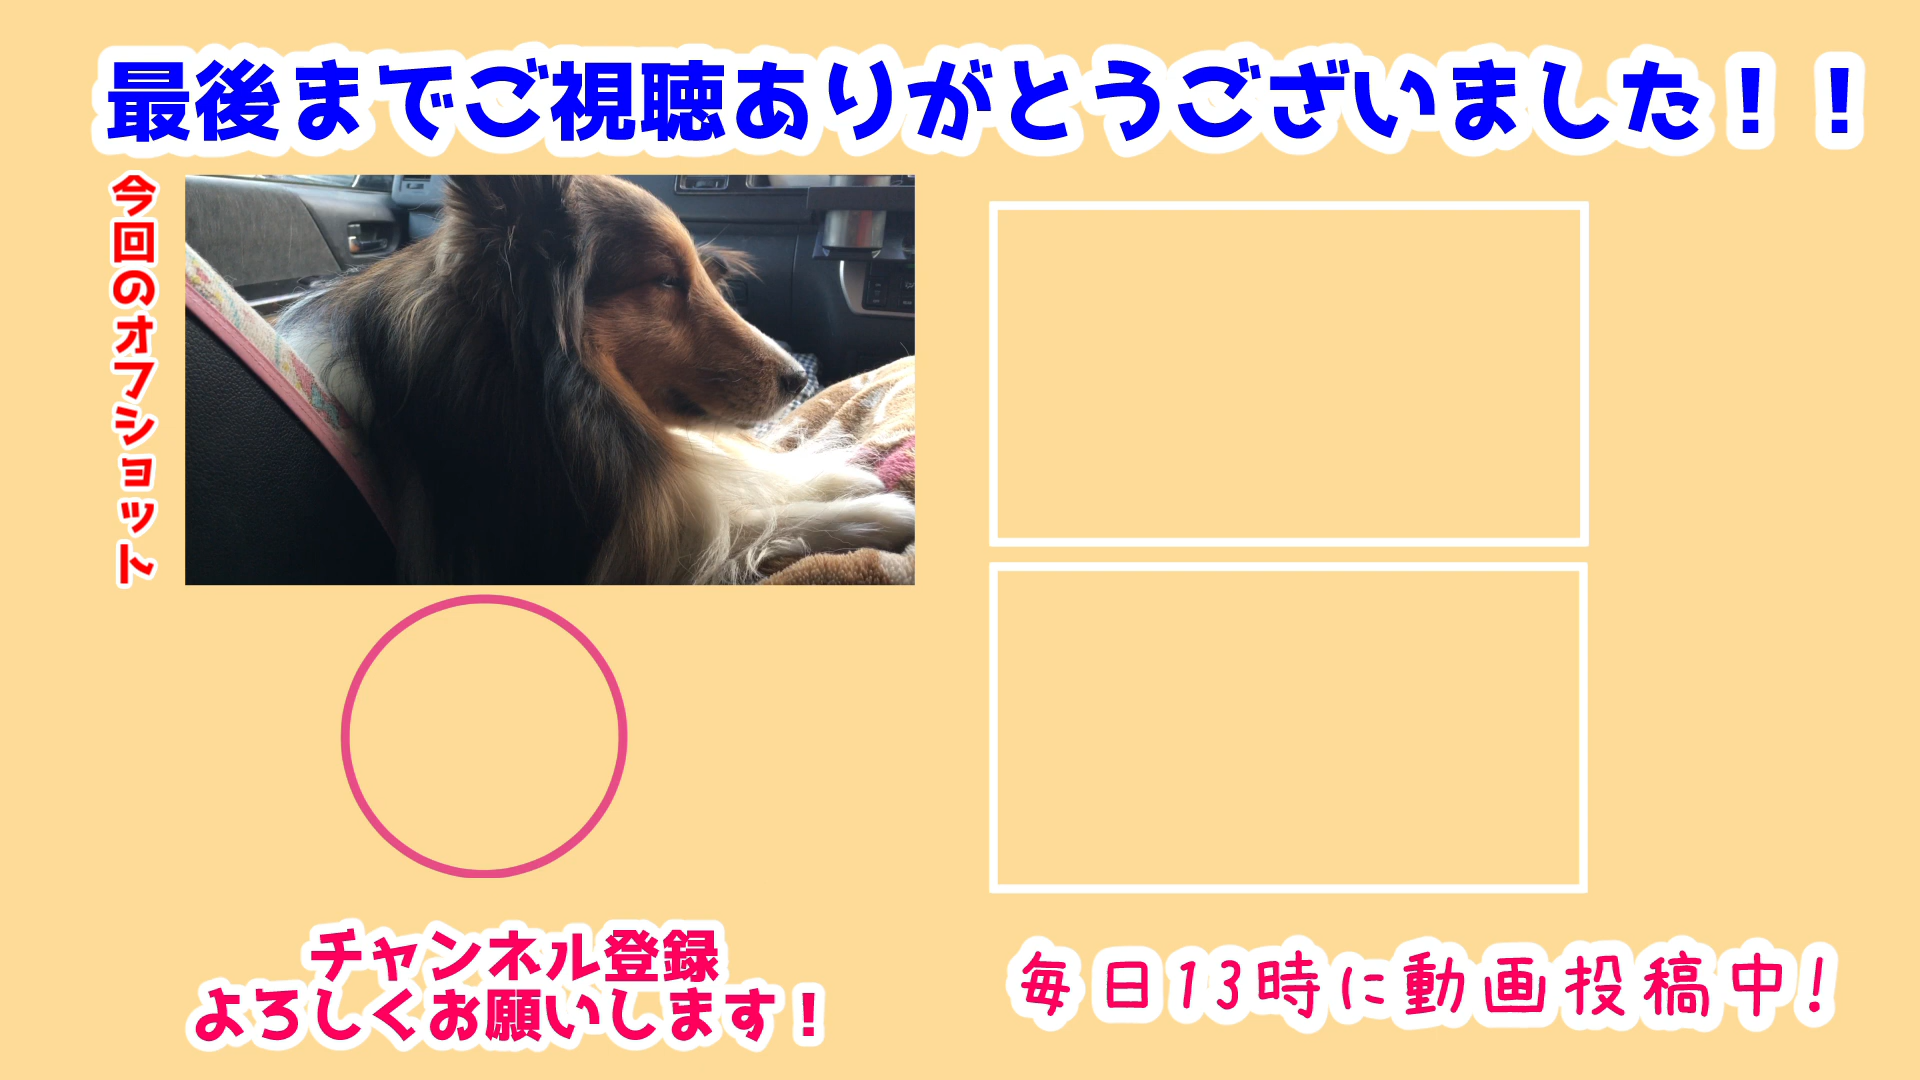 最後までご視聴ありがとうございました！！
今回のオフショット
チャンネル登録
よろしくお願いします！
毎日13時に動画投稿中！